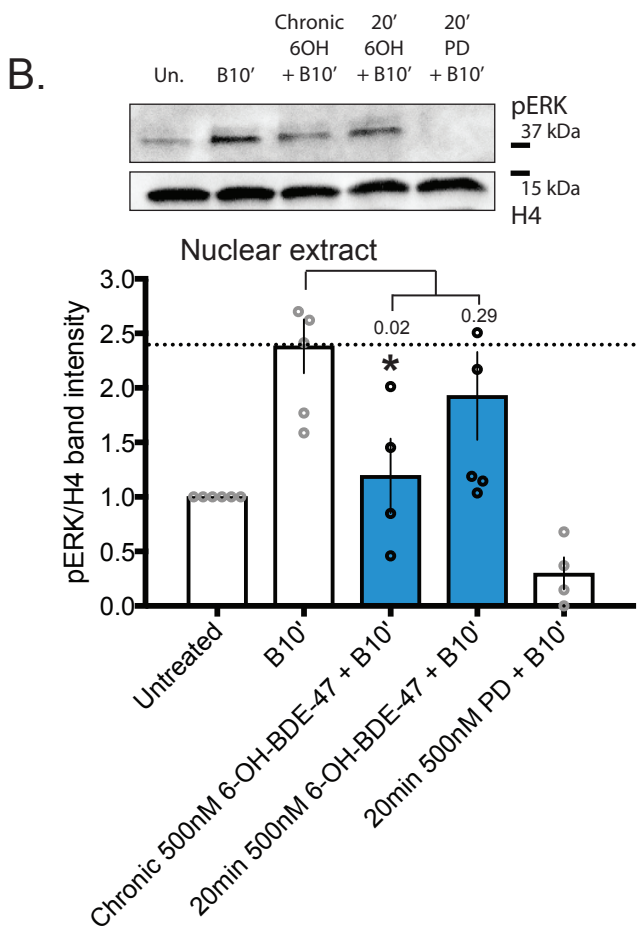 B.
Un.
B10'
Chronic
6OH
+ B10'
20'
6OH
+ B10'
20'
PD
+ B10'
pERK
37 kDa
15 kDa
H4
Nuclear extract
pERK/H4 band intensity
3.0
2.5
2.0
1.5
1.0
0.5
0.0
0.02
*
0.29
Untreated
B10'
Chronic 500nM 6-OH-BDE-47 + B10'
20min 500nM 6-OH-BDE-47 + B10'
20min 500nM PD + B10'